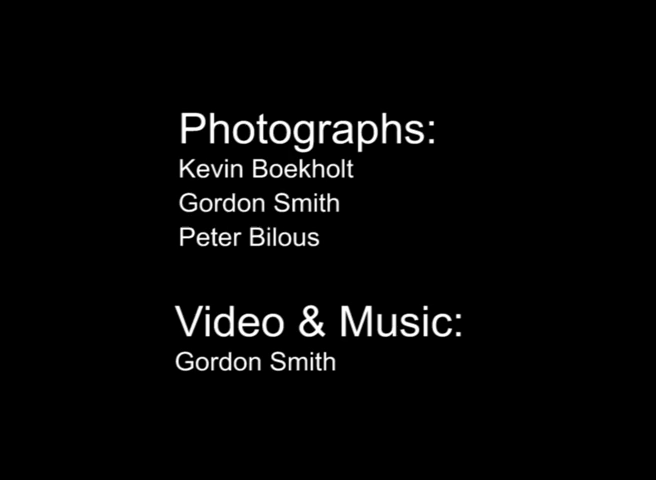 Photographs:
Kevin Boekholt
Gordon Smith
Peter Bilous
Video & Music:
Gordon Smith